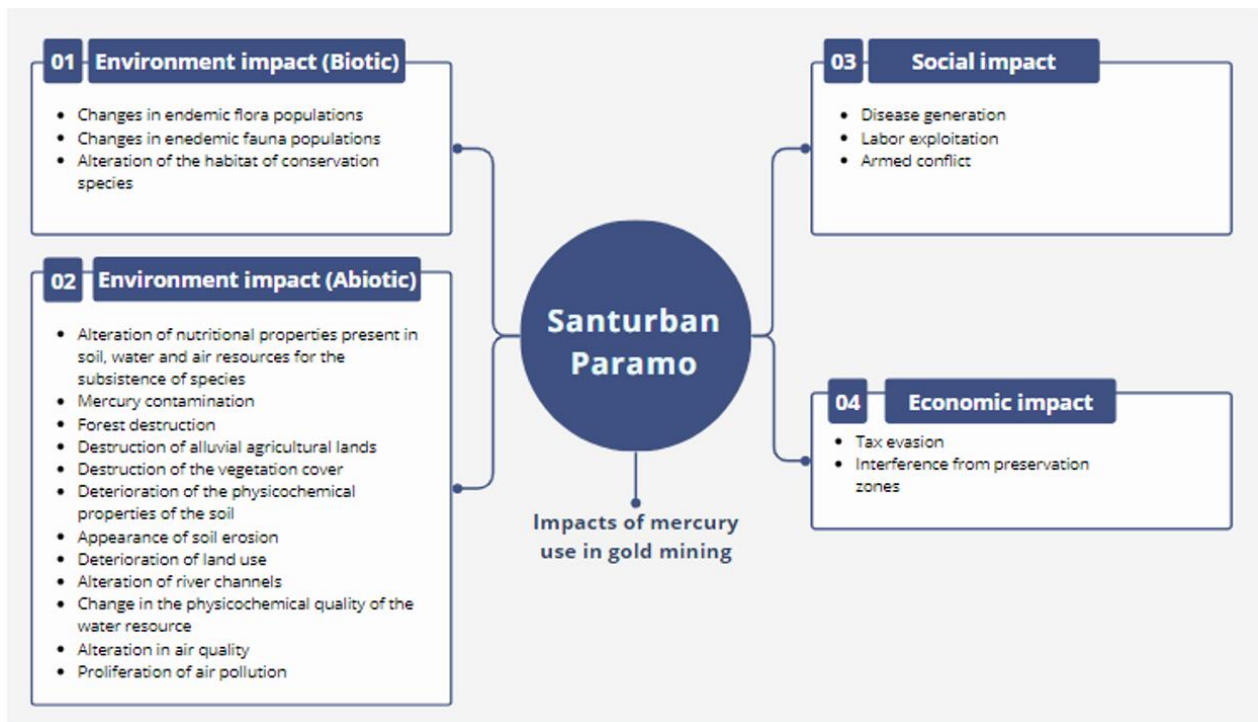 01 Environment impact (Biotic)
• Changes in endemic flora populations
• Changes in enedemic fauna populations
• Alteration of the habitat of conservation
species
02 Environment impact (Abiotic)
• Alteration of nutritional properties present in
soil, water and air resources for the
subsistence of species
• Mercury contamination
• Forest destruction
• Destruction of alluvial agricultural lands
• Destruction of the vegetation cover
• Deterioration of the physicochemical
properties of the soil
• Appearance of soil erosion
• Deterioration of land use
• Alteration of river channels
• Change in the physicochemical quality of the
water resource
• Alteration in air quality
• Proliferation of air pollution
Santurban
Paramo
Impacts of mercury
use in gold mining
03 Social impact
• Disease generation
• Labor exploitation
• Armed conflict
04 Economic impact
• Tax evasion
• Interference from preservation
zones